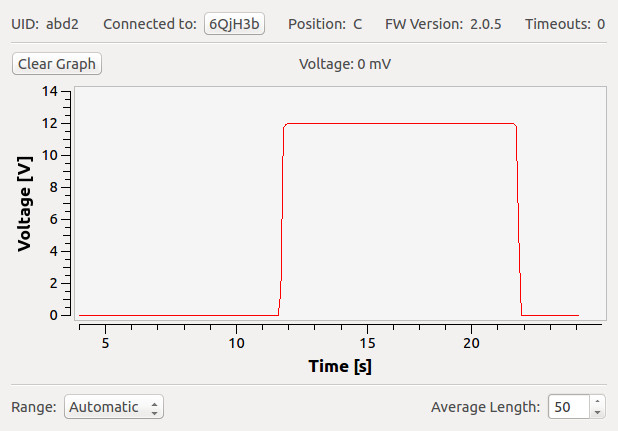 UID: abd2 Connected to: 6QjH3b Position: C FW Version: 2.0.5 Timeouts: 0
Clear Graph Voltage: 0 mV
14
12
10
8
6
4
2
0
Voltage [V]
5 10 15 20
Time [s]
Range: Automatic Average Length: 50